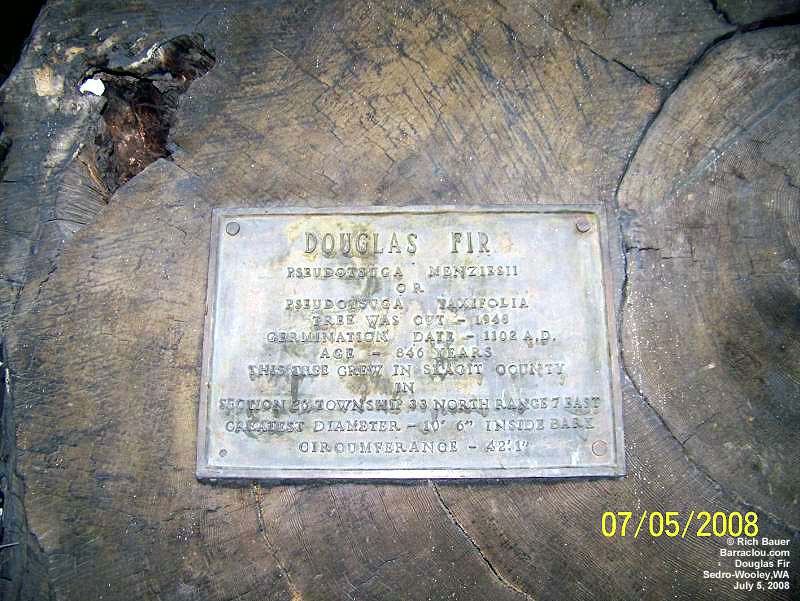 DOUGLAS FIR
PSEUDOTSUGA MENZIESII
OR
PSEUDOTSUGA TAXIFOLIA
TREE WAS CUT - 1948
GERMINATION DATE - 1102 A.D.
AGE - 846 YEARS
THIS TREE GREW IN SKAGIT COUNTY
IN
SECTION 26 TOWNSHIP 33 NORTH RANGE 7 EAST
GREATEST DIAMETER - 10' 6" INSIDE BARK
CIRCUMFERANCE - 42'.1"
07/05/2008
© Rich Bauer
Barraclou.com
Douglas Fir
Sedro-Wooley,WA
July 5, 2008